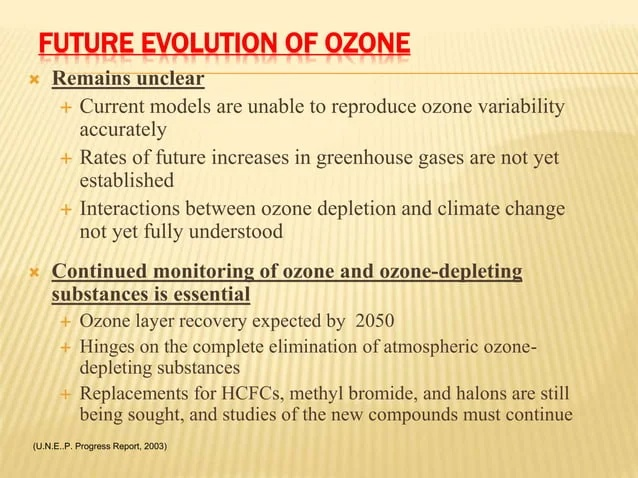 FUTURE EVOLUTION OF OZONE
Remains unclear
Current models are unable to reproduce ozone variability
accurately
Rates of future increases in greenhouse gases are not yet
established
Interactions between ozone depletion and climate change
not yet fully understood
Continued monitoring of ozone and ozone-depleting
substances is essential
Ozone layer recovery expected by 2050
Hinges on the complete elimination of atmospheric ozone-
depleting substances
Replacements for HCFCs, methyl bromide, and halons are still
being sought, and studies of the new compounds must continue
(U.N.E..P. Progress Report, 2003)